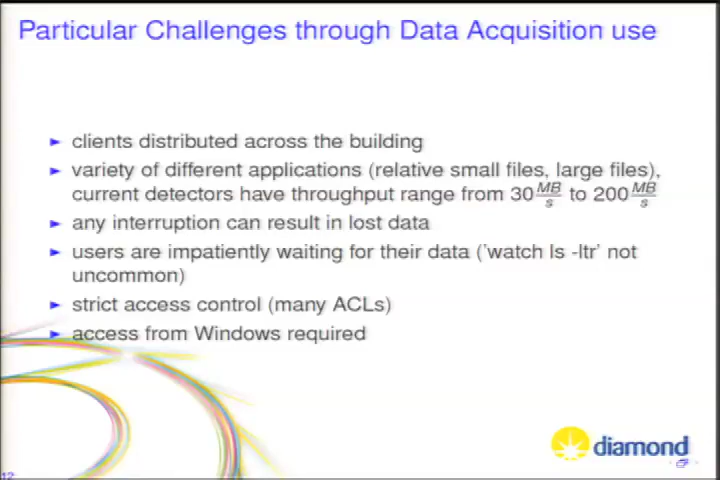 Particular Challenges through Data Acquisition use
► clients distributed across the building
► variety of different applications (relative small files, large files),
current detectors have throughput range from 30 MB/s to 200 MB/s
► any interruption can result in lost data
► users are impatiently waiting for their data ('watch ls -ltr' not
uncommon)
► strict access control (many ACLs)
► access from Windows required
diamond
12